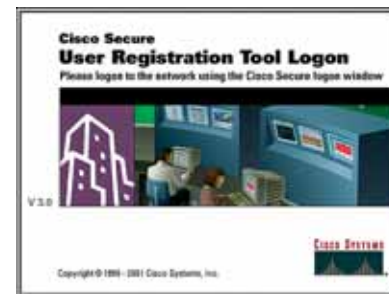 Cisco Secure
User Registration Tool Logon
Please logon to the network using the Cisco Secure logon window
V 3.0
CISCO SYSTEMS
Copyright © 1999 - 2001 Cisco Systems, Inc.